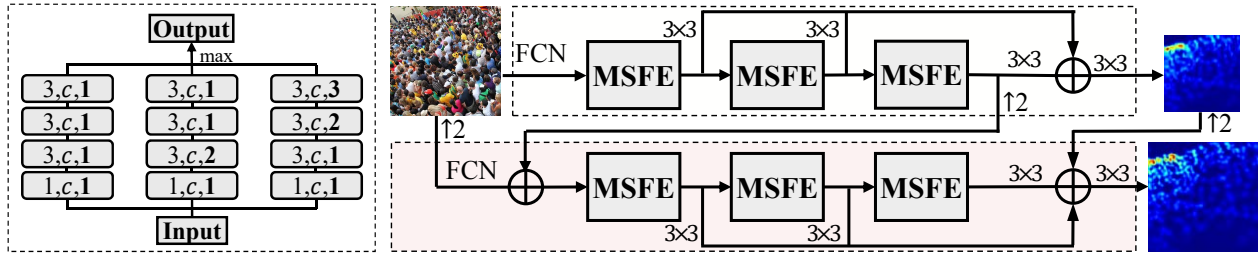 Output
max
3,c,1 3,c,1 3,c,3
3,c,1 3,c,1 3,c,2
3,c,1 3,c,2 3,c,1
1,c,1 1,c,1 1,c,1
Input
FCN
MSFE
3×3
MSFE
3×3
MSFE
3×3
3×3
↑2
↑2
↑2
FCN
MSFE
3×3
MSFE
3×3
MSFE
3×3
3×3